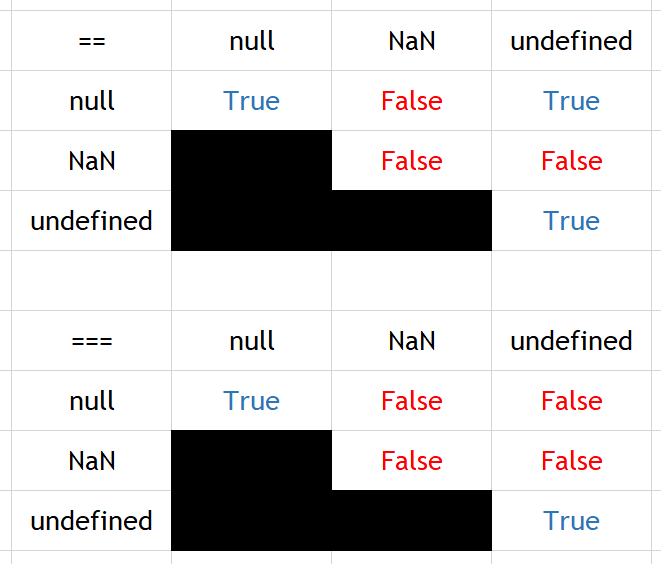 == null NaN undefined
null True False True
NaN False False
undefined True
=== null NaN undefined
null True False False
NaN False False
undefined True